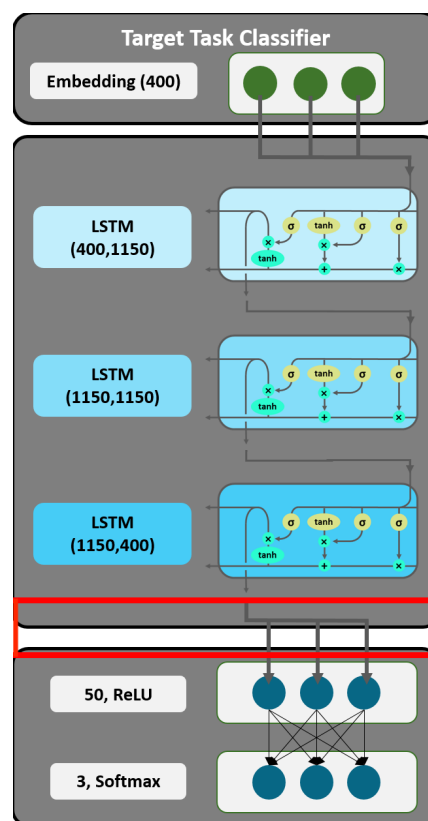 Target Task Classifier
Embedding (400)
LSTM
(400,1150)
σ tanh σ σ
× × 
tanh + ×
LSTM
(1150,1150)
σ tanh σ σ
× ×
tanh + ×
LSTM
(1150,400)
σ tanh σ σ
× ×
tanh + ×
50, ReLU
3, Softmax